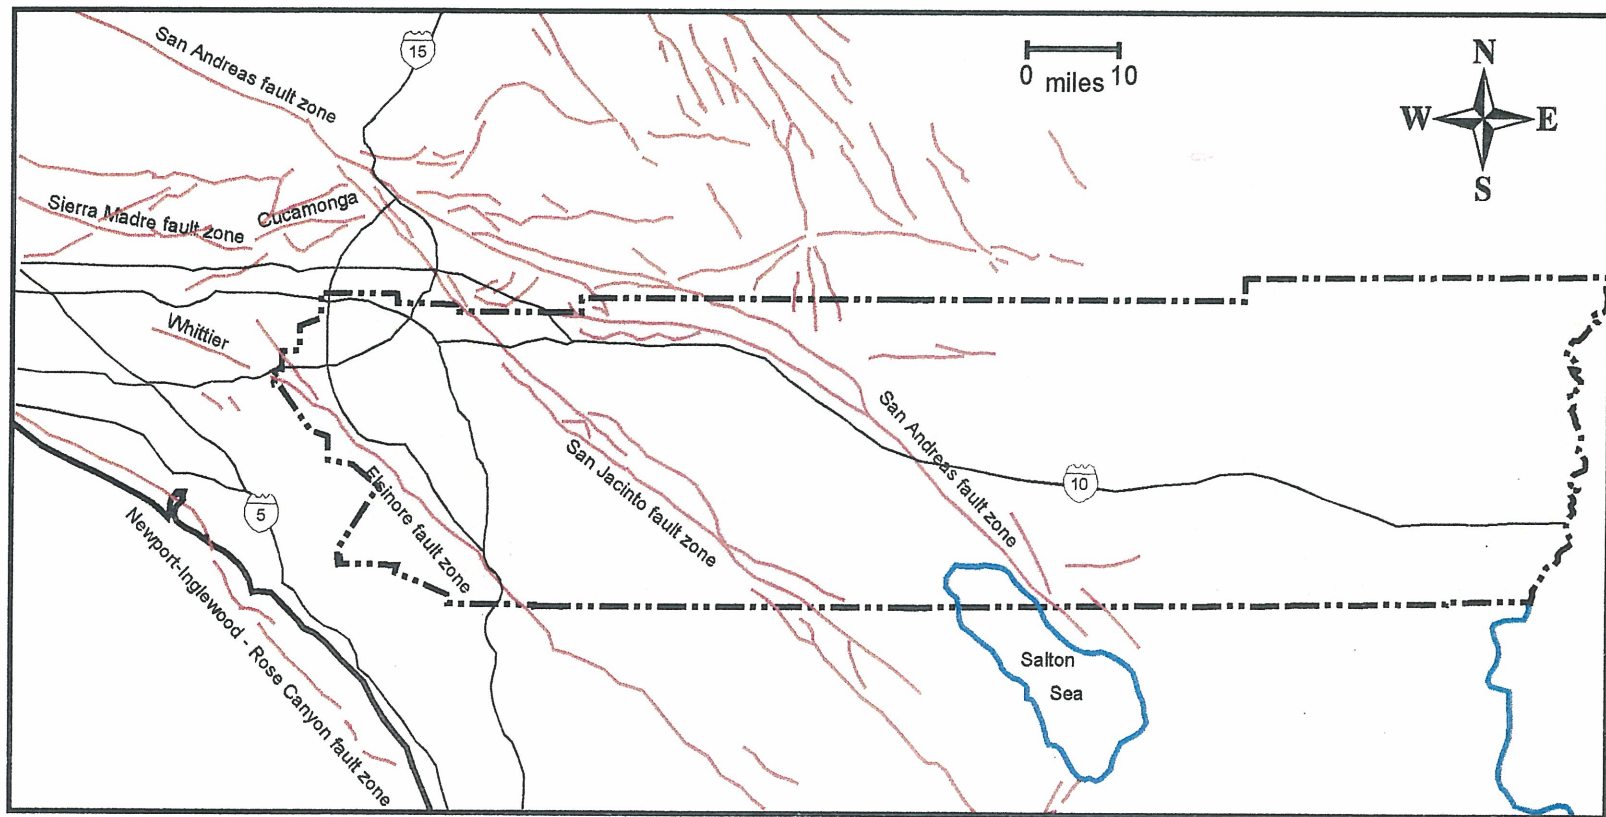 San Andreas fault zone
15
0 miles 10
N
W E
S
Sierra Madre fault zone
Cucamonga
Whittier
San Andreas fault zone
San Jacinto fault zone
Elsinore fault zone
10
5
Newport-Inglewood - Rose Canyon fault zone
Salton
Sea